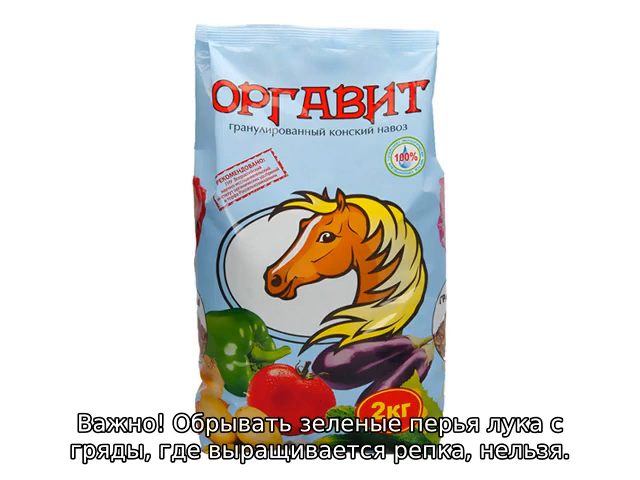 ОРГАВИТ
гранулированный конский навоз
100%
РЕКОМЕНДОВАНО:
2кг
Важно! Обрывать зеленые перья лука с
гряды, где выращивается репка, нельзя.